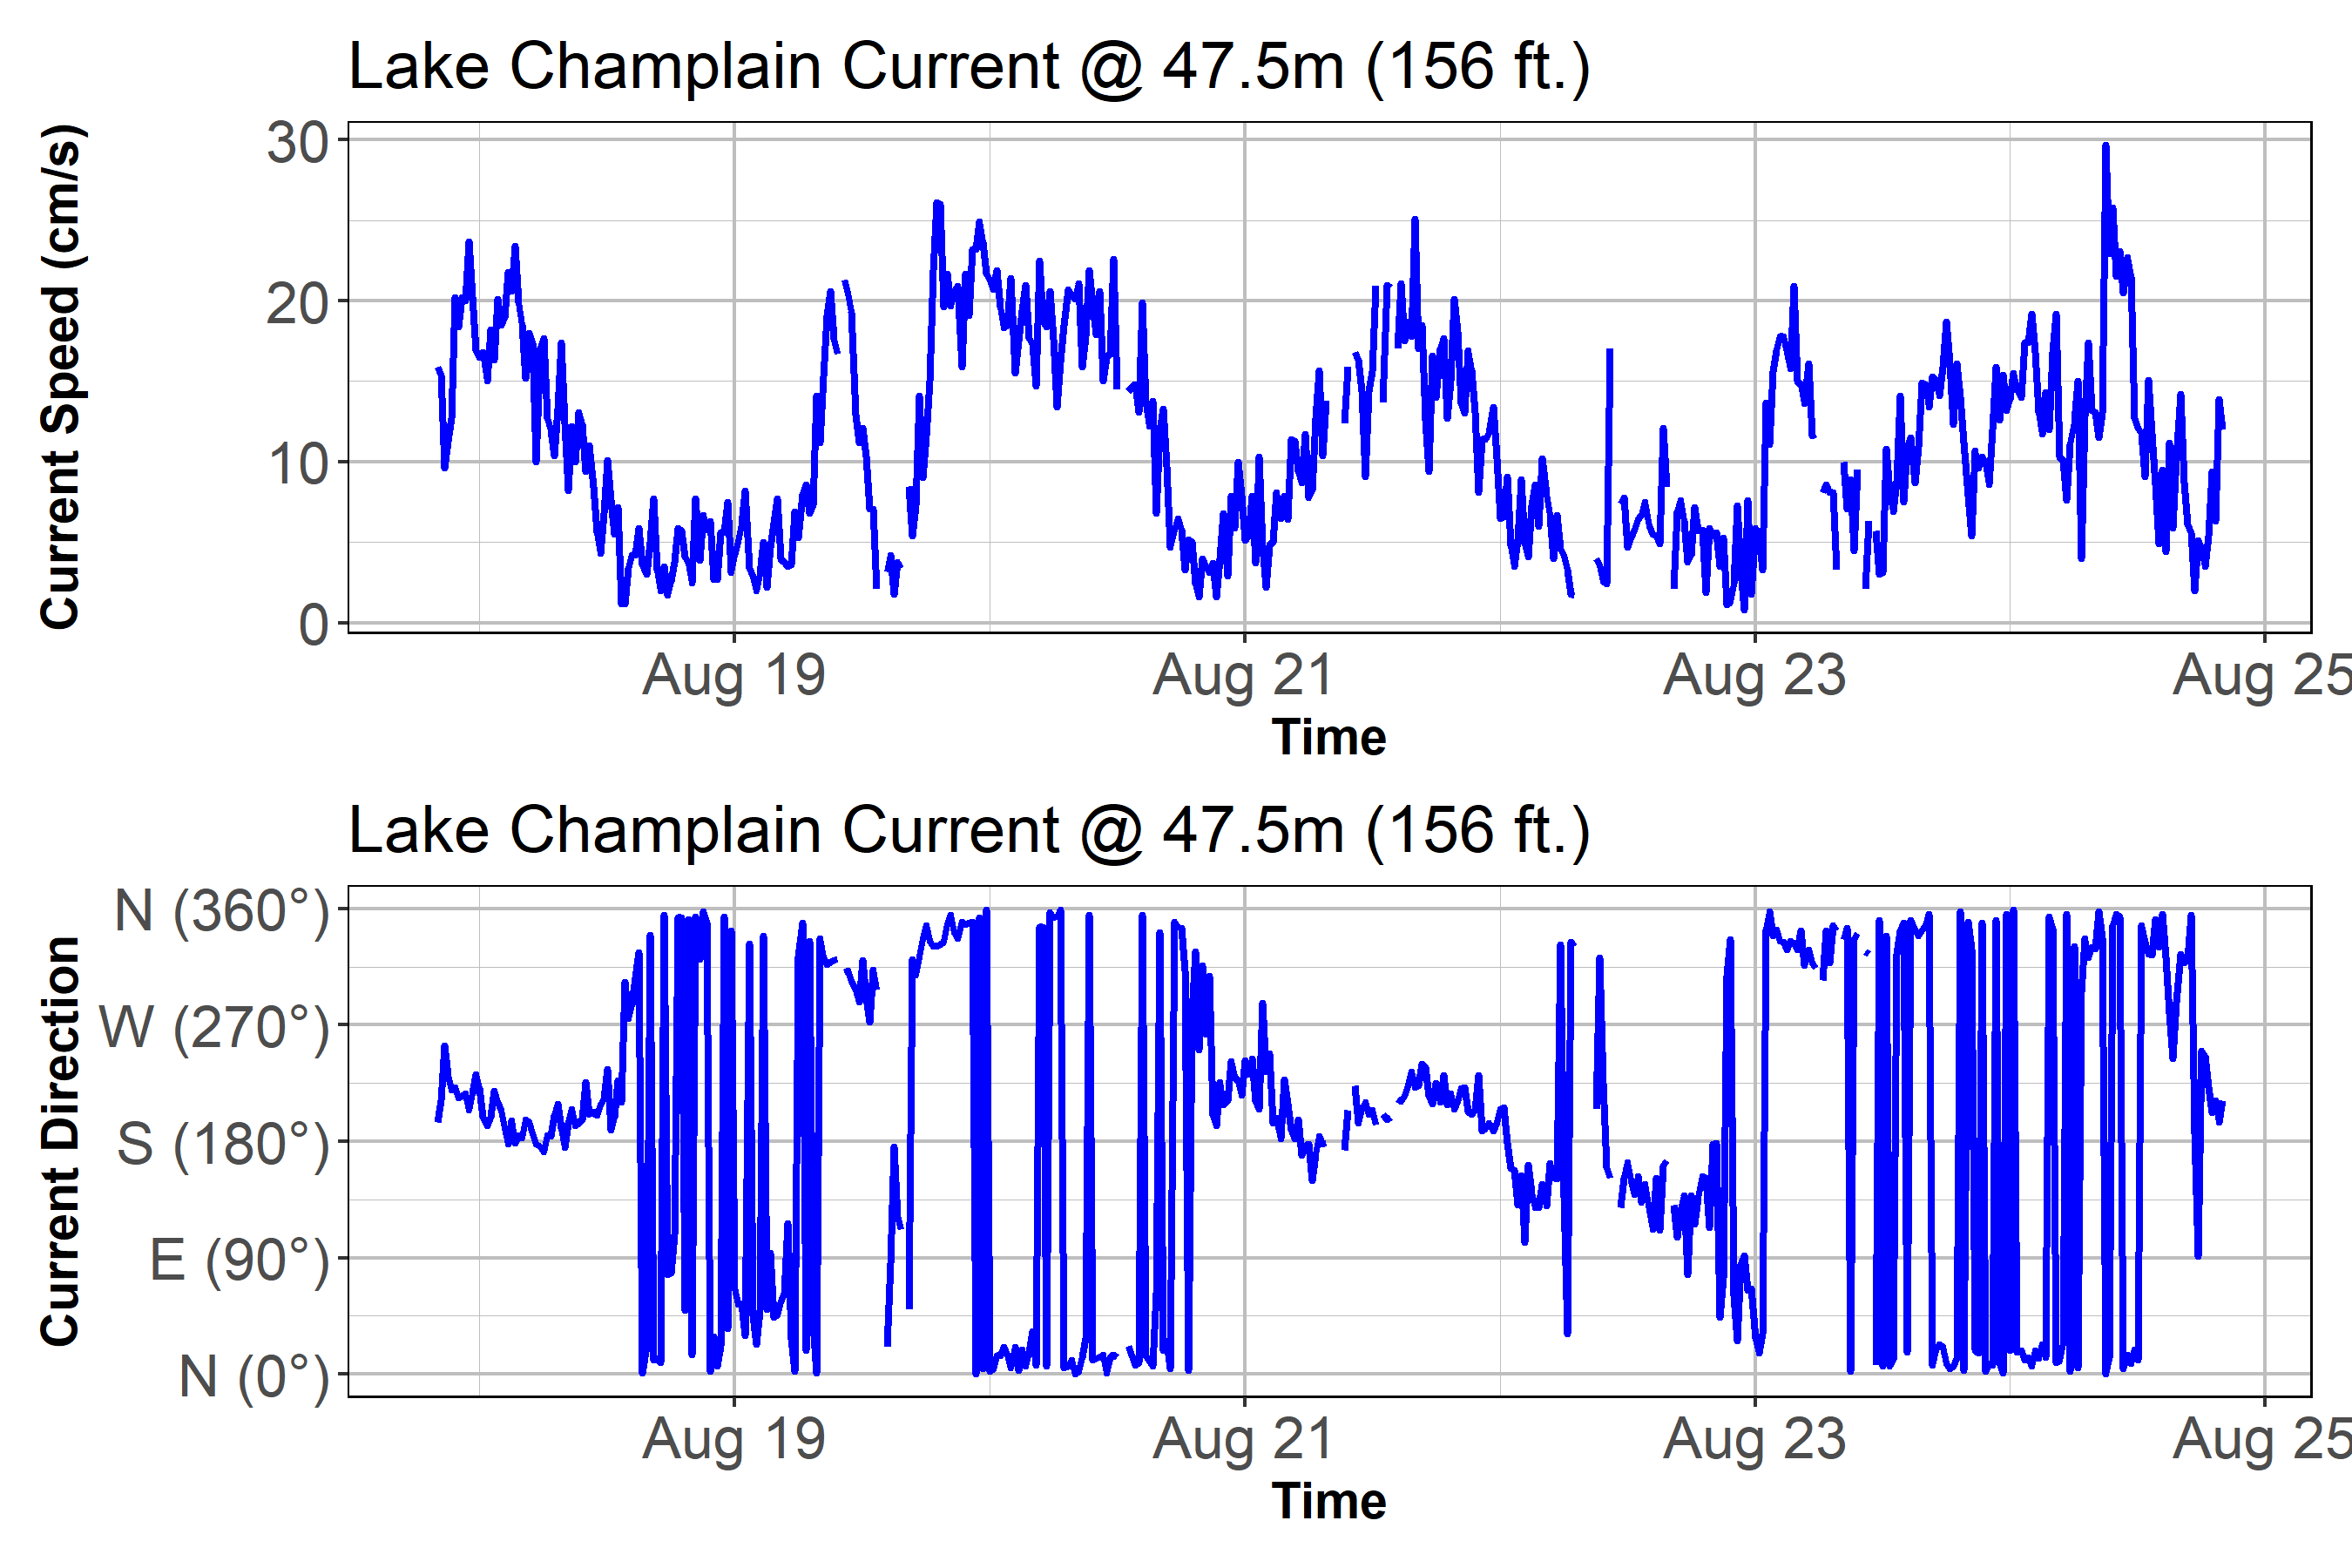 Lake Champlain Current @ 47.5m (156 ft.)
Current Speed (cm/s)
30
20
10
0
Aug 19 Aug 21 Aug 23 Aug 25
Time
Lake Champlain Current @ 47.5m (156 ft.)
Current Direction
N (360°)
W (270°)
S (180°)
E (90°)
N (0°)
Aug 19 Aug 21 Aug 23 Aug 25
Time